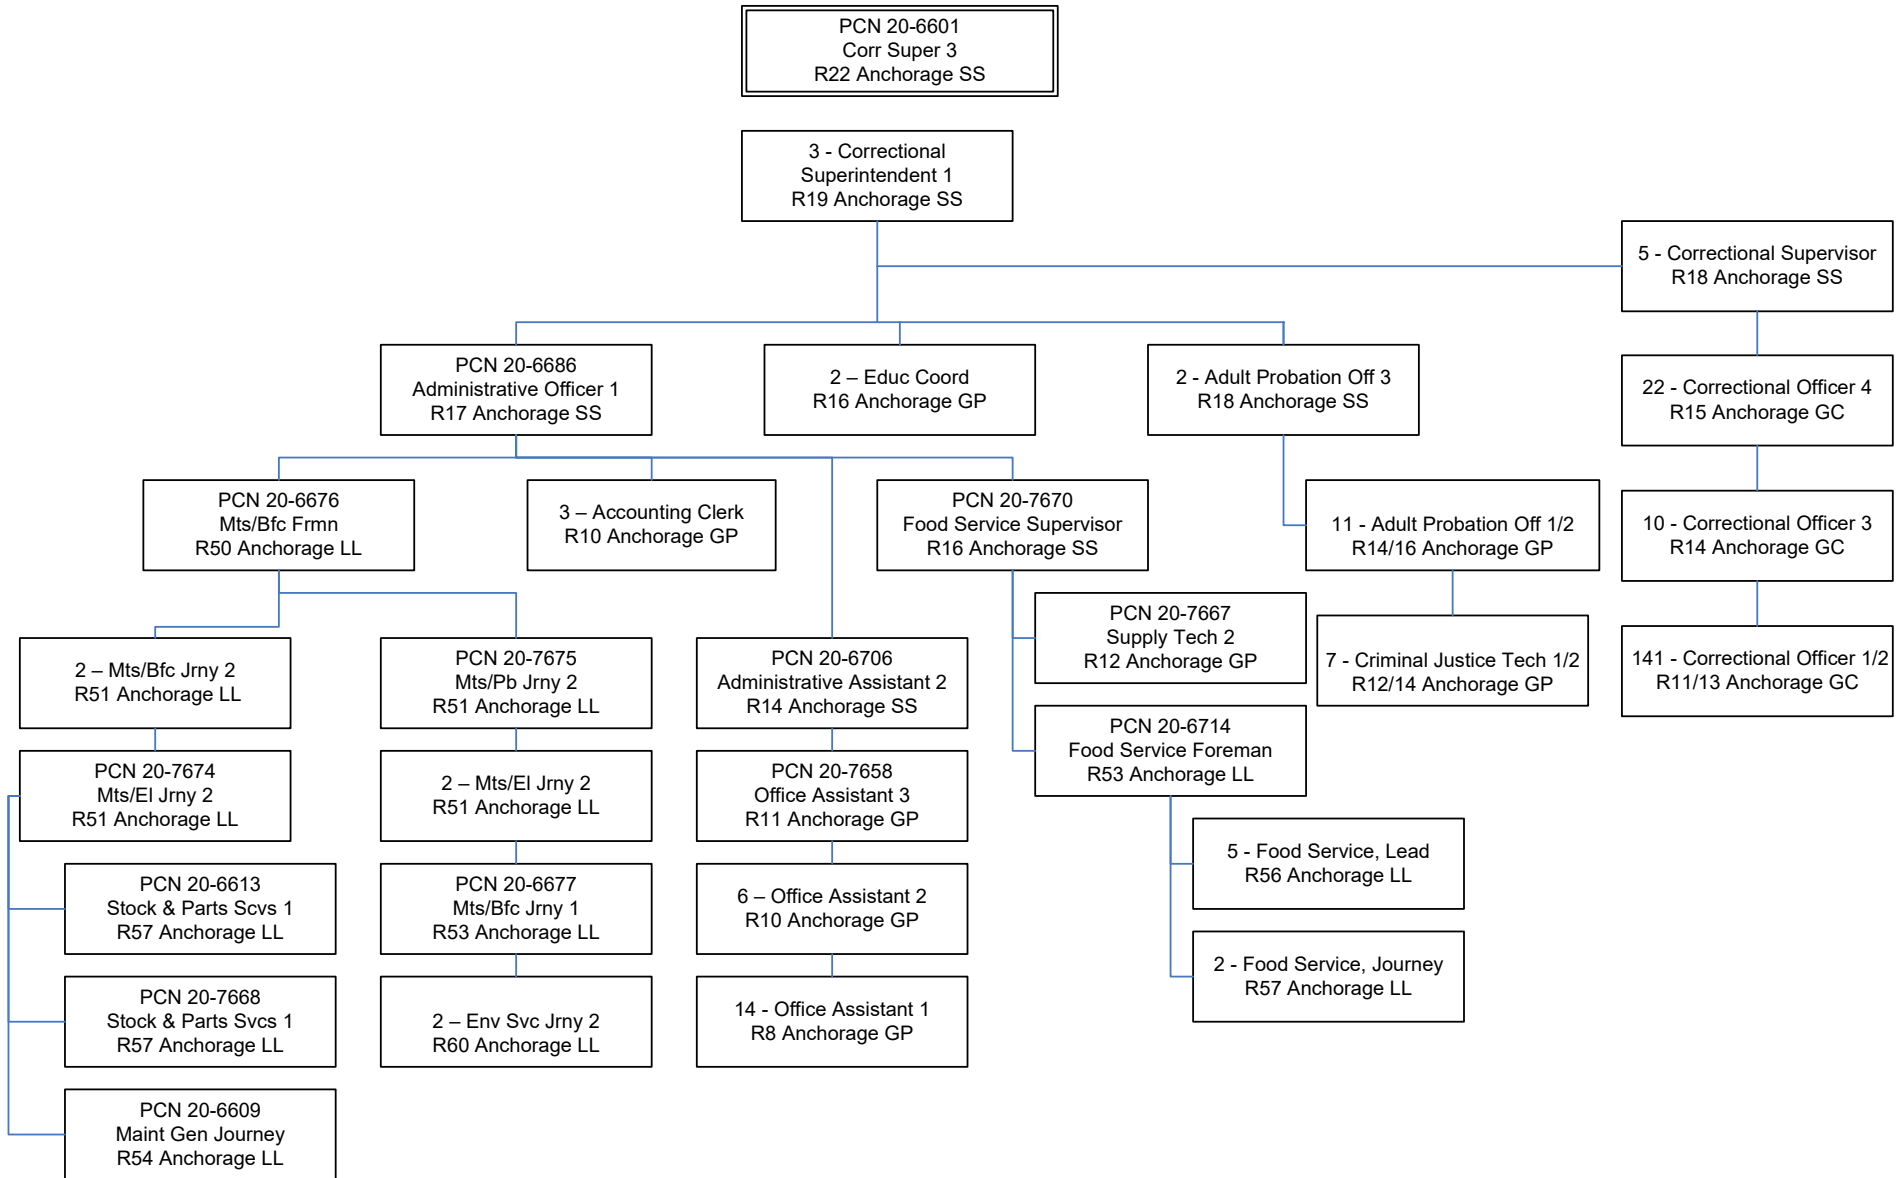 PCN 20-6601
Corr Super 3
R22 Anchorage SS
3 - Correctional
Superintendent 1
R19 Anchorage SS
5 - Correctional Supervisor
R18 Anchorage SS
PCN 20-6686
Administrative Officer 1
R17 Anchorage SS
2 – Educ Coord
R16 Anchorage GP
2 - Adult Probation Off 3
R18 Anchorage SS
22 - Correctional Officer 4
R15 Anchorage GC
PCN 20-6676
Mts/Bfc Frmn
R50 Anchorage LL
3 – Accounting Clerk
R10 Anchorage GP
PCN 20-7670
Food Service Supervisor
R16 Anchorage SS
11 - Adult Probation Off 1/2
R14/16 Anchorage GP
10 - Correctional Officer 3
R14 Anchorage GC
PCN 20-7667
Supply Tech 2
R12 Anchorage GP
7 - Criminal Justice Tech 1/2
R12/14 Anchorage GP
141 - Correctional Officer 1/2
R11/13 Anchorage GC
2 – Mts/Bfc Jrny 2
R51 Anchorage LL
PCN 20-7675
Mts/Pb Jrny 2
R51 Anchorage LL
PCN 20-6706
Administrative Assistant 2
R14 Anchorage SS
PCN 20-6714
Food Service Foreman
R53 Anchorage LL
PCN 20-7674
Mts/El Jrny 2
R51 Anchorage LL
2 – Mts/El Jrny 2
R51 Anchorage LL
PCN 20-7658
Office Assistant 3
R11 Anchorage GP
5 - Food Service, Lead
R56 Anchorage LL
PCN 20-6613
Stock & Parts Scvs 1
R57 Anchorage LL
PCN 20-6677
Mts/Bfc Jrny 1
R53 Anchorage LL
6 – Office Assistant 2
R10 Anchorage GP
2 - Food Service, Journey
R57 Anchorage LL
PCN 20-7668
Stock & Parts Svcs 1
R57 Anchorage LL
2 – Env Svc Jrny 2
R60 Anchorage LL
14 - Office Assistant 1
R8 Anchorage GP
PCN 20-6609
Maint Gen Journey
R54 Anchorage LL